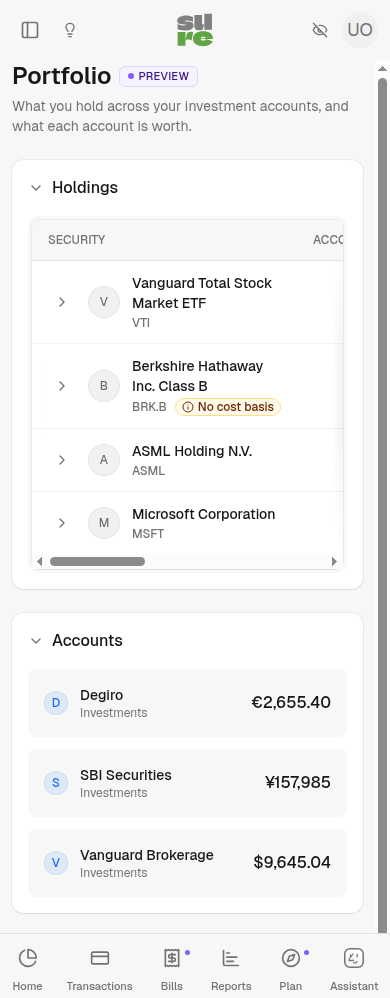 sure
UO
Portfolio
PREVIEW
What you hold across your investment accounts, and
what each account is worth.
Holdings
SECURITY ACCO
V
Vanguard Total Stock
Market ETF
VTI
B
Berkshire Hathaway
Inc. Class B
BRK.B No cost basis
A
ASML Holding N.V.
ASML
M
Microsoft Corporation
MSFT
Accounts
D
Degiro €2,655.40
Investments
S
SBI Securities ¥157,985
Investments
V
Vanguard Brokerage $9,645.04
Investments
Home Transactions Bills Reports Plan Assistant